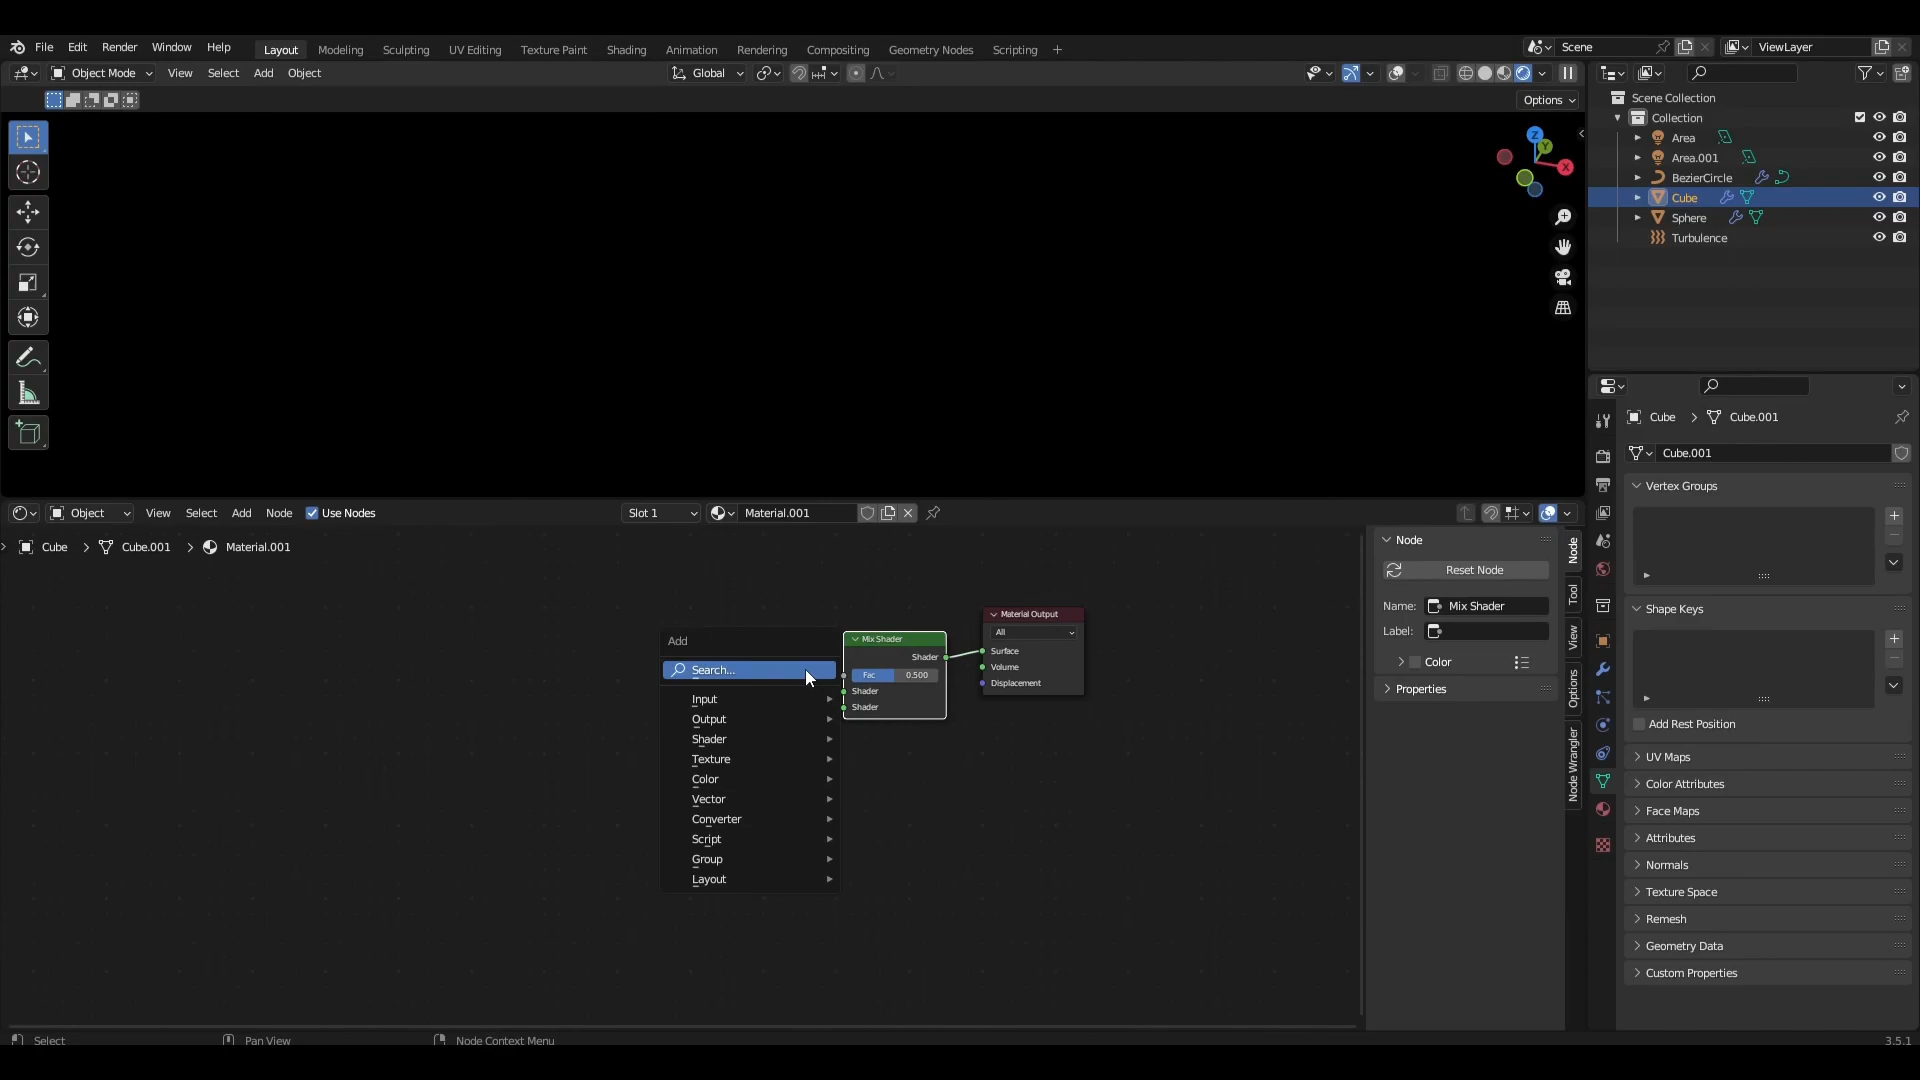 File Edit Render Window Help
Layout Modeling Sculpting UV Editing Texture Paint Shading Animation Rendering Compositing Geometry Nodes Scripting +
Scene
ViewLayer
Object Mode View Select Add Object
Global
Options
Z
Y
X
Scene Collection
Collection
Area
Area.001
BezierCircle
Cube
Sphere
Turbulence
Cube > Cube.001
Cube.001
Vertex Groups
Shape Keys
Add Rest Position
UV Maps
Color Attributes
Face Maps
Attributes
Normals
Texture Space
Remesh
Geometry Data
Custom Properties
Object View Select Add Node Use Nodes
Slot 1
Material.001
Cube > Cube.001 > Material.001
Add
Search...
Input
Output
Shader
Texture
Color
Vector
Converter
Script
Group
Layout
Mix Shader
Shader
Fac 0.500
Shader
Shader
Material Output
All
Surface
Volume
Displacement
Node
Reset Node
Name: Mix Shader
Label:
Color
Properties
Node
Tool
View
Options
Node Wrangler
Select
Pan View
Node Context Menu
3.5.1